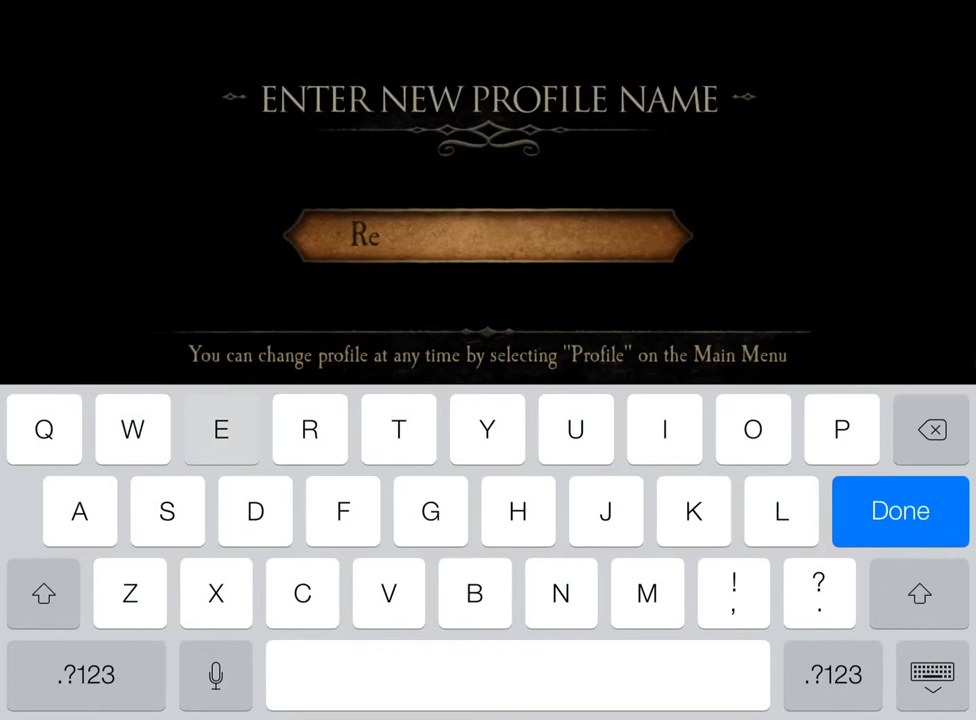 ENTER NEW PROFILE NAME
Re
You can change profile at any time by selecting "Profile" on the Main Menu
Q W E R T Y U I O P
A S D F G H J K L Done
Z X C V B N M ! , ? .
.?123 .?123